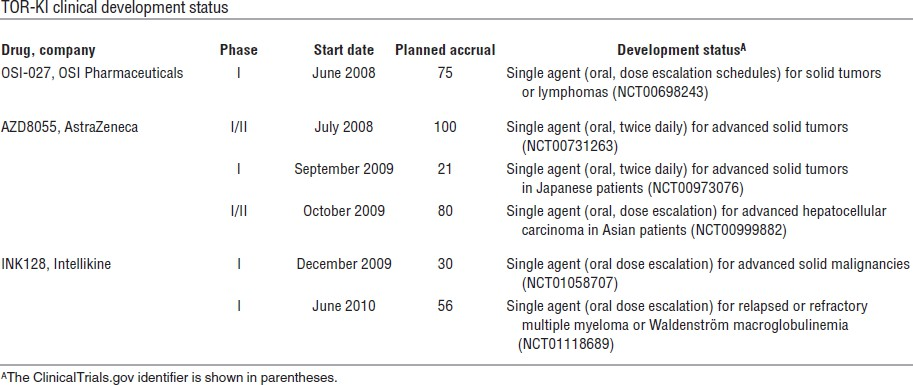 TOR-KI clinical development status
Drug, company Phase Start date Planned accrual Development statusA
OSI-027, OSI Pharmaceuticals I June 2008 75 Single agent (oral, dose escalation schedules) for solid tumors
or lymphomas (NCT00698243)
AZD8055, AstraZeneca I/II July 2008 100 Single agent (oral, twice daily) for advanced solid tumors
(NCT00731263)
I September 2009 21 Single agent (oral, twice daily) for advanced solid tumors
in Japanese patients (NCT00973076)
I/II October 2009 80 Single agent (oral, dose escalation) for advanced hepatocellular
carcinoma in Asian patients (NCT00999882)
INK128, Intellikine I December 2009 30 Single agent (oral dose escalation) for advanced solid malignancies
(NCT01058707)
I June 2010 56 Single agent (oral dose escalation) for relapsed or refractory
multiple myeloma or Waldenström macroglobulinemia
(NCT01118689)
AThe ClinicalTrials.gov identifier is shown in parentheses.